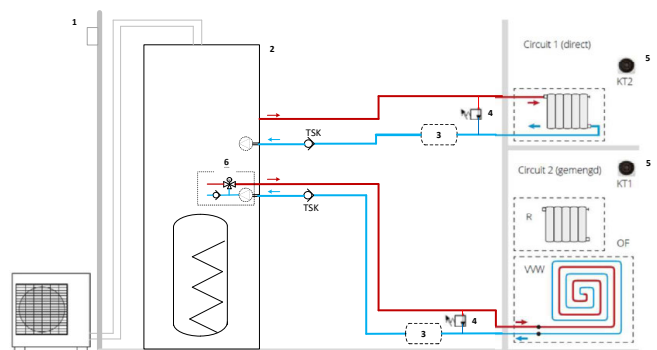 1
2
Circuit 1 (direct)
5
KT2
4
TSK
3
6
5
Circuit 2 (gemengd)
KT1
TSK
R
OF
VVW
4
3